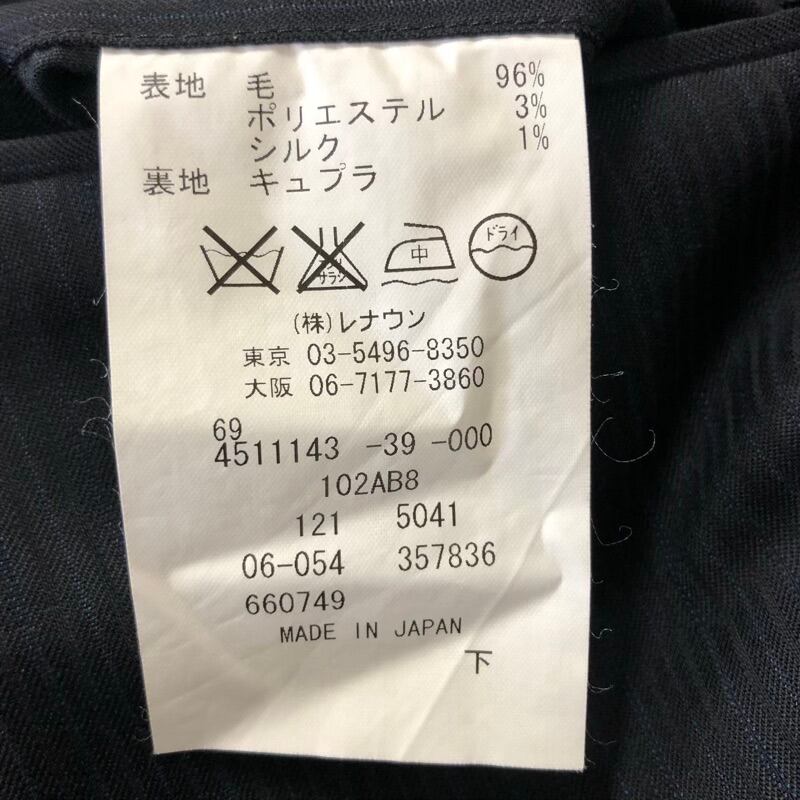 表地 毛 96%
ポリエステル 3%
シルク 1%
裏地 キュプラ
中 ドライ
(株)レナウン
東京 03-5496-8350
大阪 06-7177-3860
69
4511143 -39 -000
102AB8
121 5041
06-054 357836
660749
MADE IN JAPAN
下